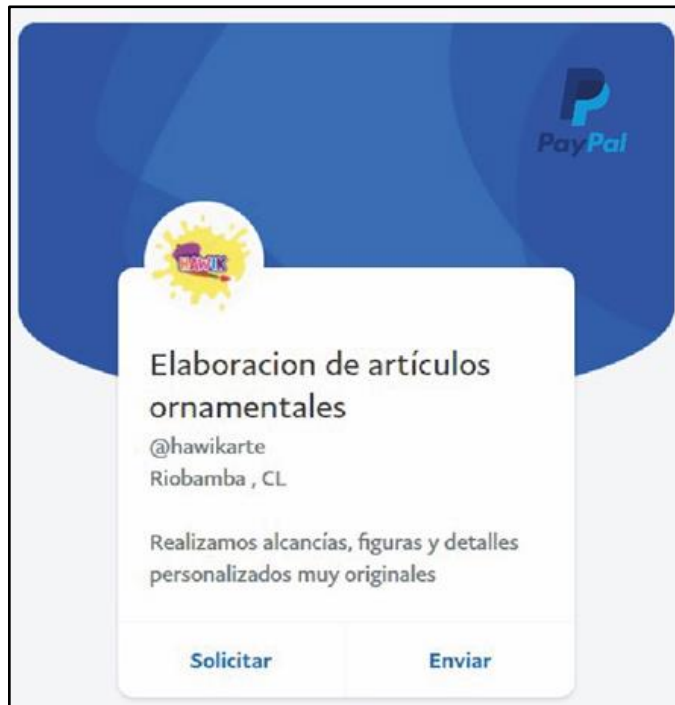 PayPal
HAWIK
Elaboracion de artículos
ornamentales
@hawikarte
Riobamba , CL
Realizamos alcancías, figuras y detalles
personalizados muy originales
Solicitar
Enviar